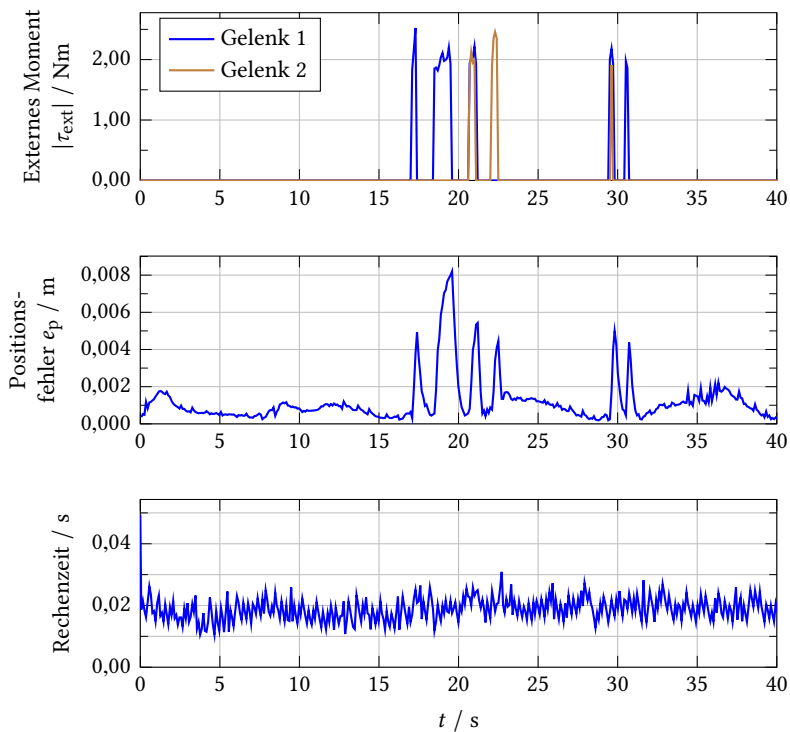 Externes Moment
|τext| / Nm
2,00
1,00
0,00
Gelenk 1
Gelenk 2
0 5 10 15 20 25 30 35 40
Positions-
fehler ep / m
0,008
0,006
0,004
0,002
0,000
0 5 10 15 20 25 30 35 40
Rechenzeit / s
0,04
0,02
0,00
0 5 10 15 20 25 30 35 40
t / s